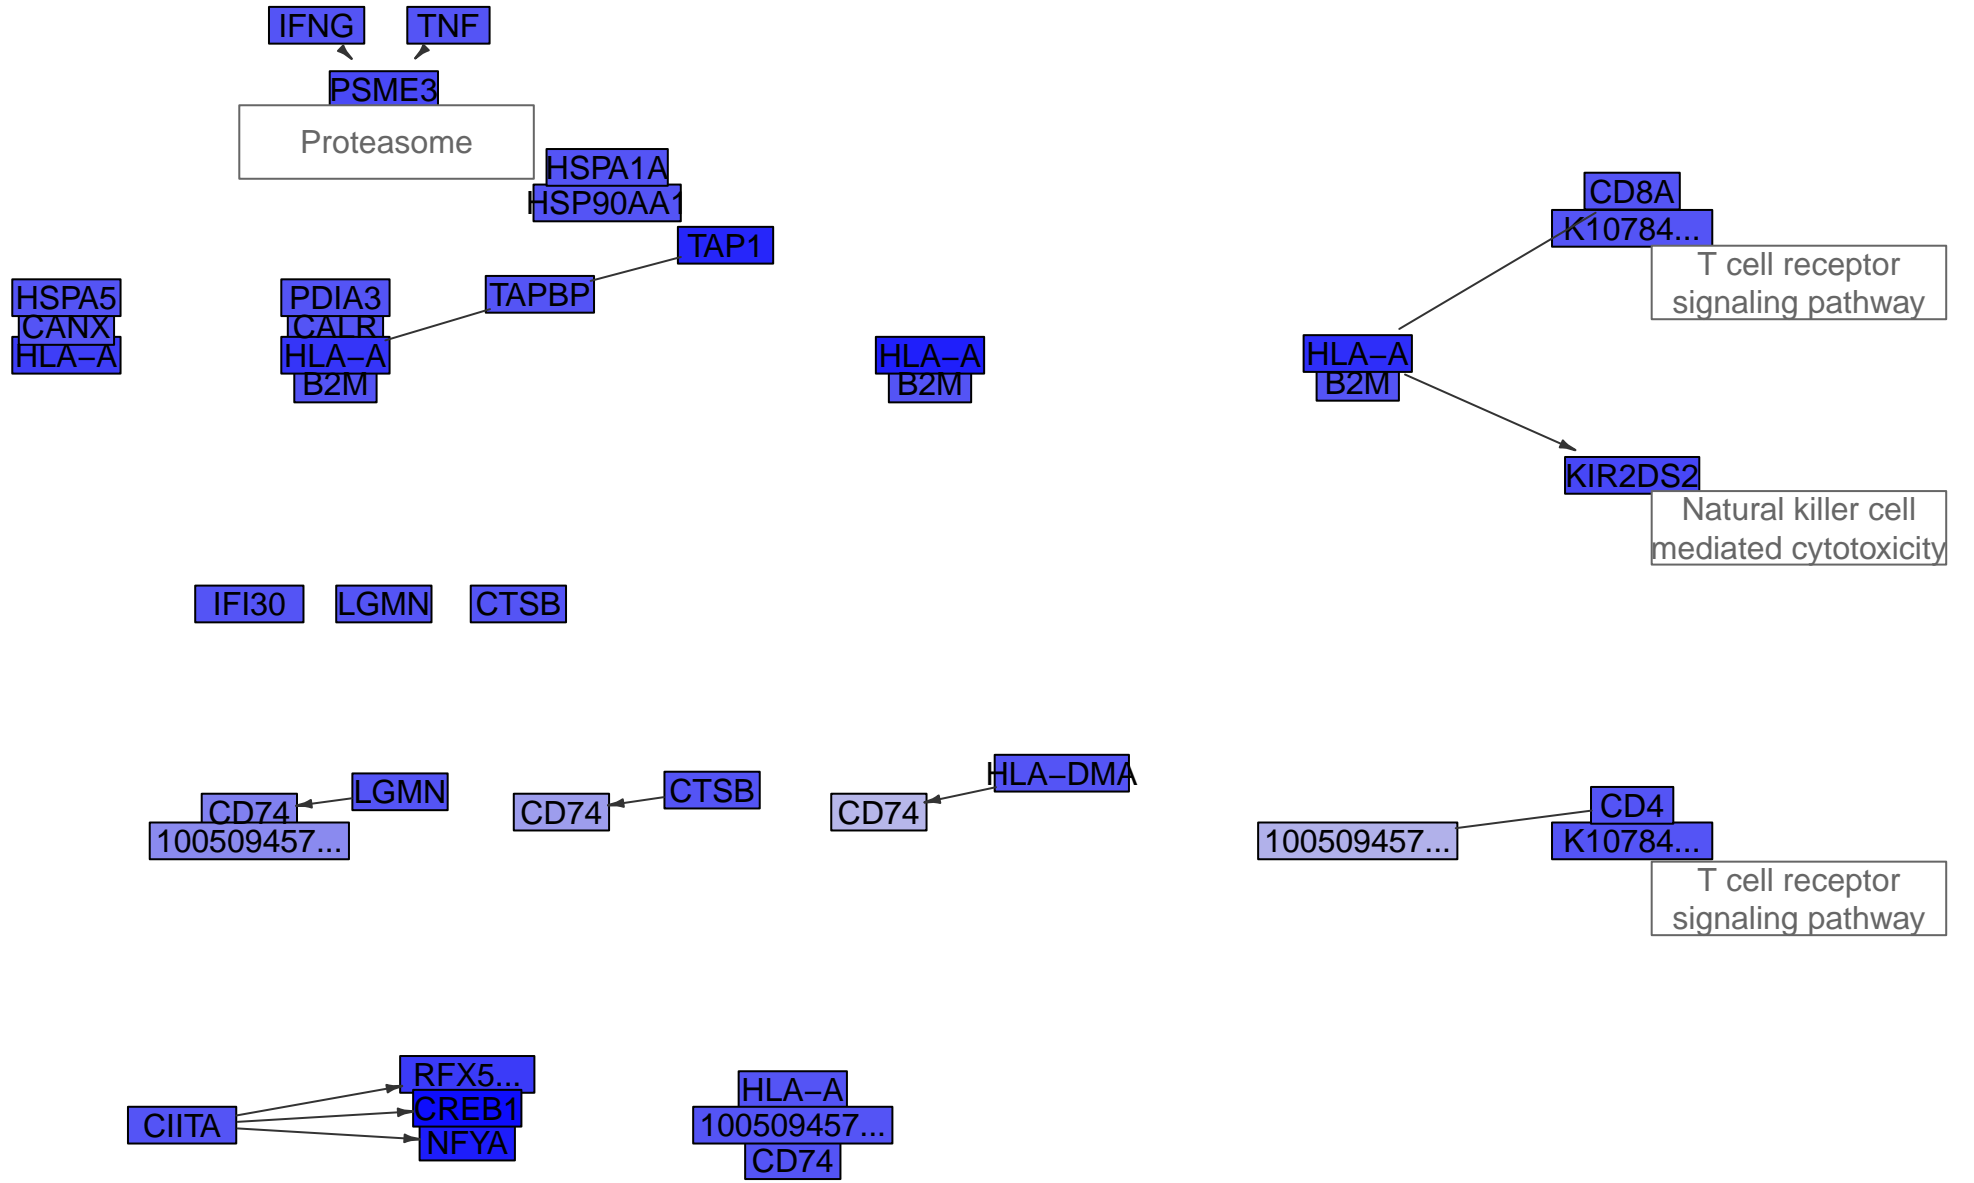 IFNG
TNF
PSME3
Proteasome
HSPA1A
HSP90AA1
CD8A
K10784...
TAP1
T cell receptor
signaling pathway
TAPBP
HSPA5
CANX
HLA−A
PDIA3
CALR
HLA−A
B2M
HLA−A
B2M
HLA−A
B2M
KIR2DS2
Natural killer cell
mediated cytotoxicity
IFI30
LGMN
CTSB
LGMN
CD74
100509457...
CTSB
CD74
HLA−DMA
CD74
CD4
100509457...
K10784...
T cell receptor
signaling pathway
CIITA
RFX5...
CREB1
NFYA
HLA−A
100509457...
CD74